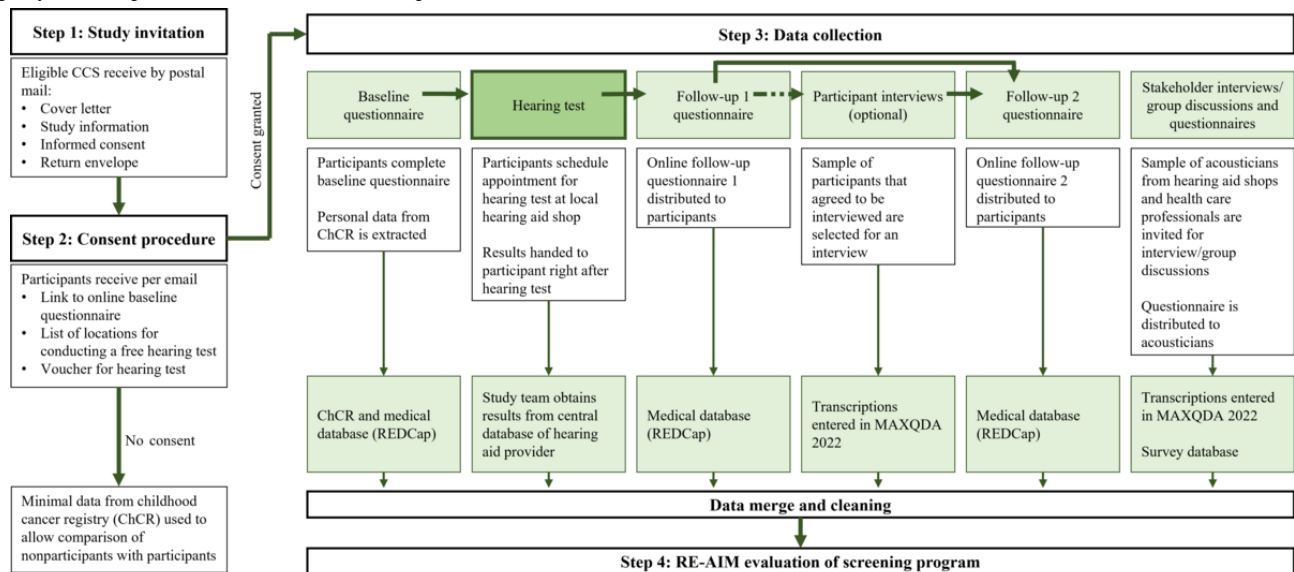 Step 1: Study invitation
Eligible CCS receive by postal
mail:
• Cover letter
• Study information
• Informed consent
• Return envelope
Step 2: Consent procedure
Participants receive per email
• Link to online baseline
questionnaire
• List of locations for
conducting a free hearing test
• Voucher for hearing test
No consent
Minimal data from childhood
cancer registry (ChCR) used to
allow comparison of
nonparticipants with participants
Consent granted
Step 3: Data collection
Baseline
questionnaire
Participants complete
baseline questionnaire
Personal data from
ChCR is extracted
ChCR and medical
database (REDCap)
Hearing test
Participants schedule
appointment for
hearing test at local
hearing aid shop
Results handed to
participant right after
hearing test
Study team obtains
results from central
database of hearing
aid provider
Follow-up 1
questionnaire
Online follow-up
questionnaire 1
distributed to
participants
Medical database
(REDCap)
Participant interviews
(optional)
Sample of
participants that
agreed to be
interviewed are
selected for an
interview
Transcriptions
entered in MAXQDA
2022
Follow-up 2
questionnaire
Online follow-up
questionnaire 2
distributed to
participants
Medical database
(REDCap)
Stakeholder interviews/
group discussions and
questionnaires
Sample of acousticians
from hearing aid shops
and health care
professionals are
invited for
interview/group
discussions
Questionnaire is
distributed to
acousticians
Transcriptions entered
in MAXQDA 2022
Survey database
Data merge and cleaning
Step 4: RE-AIM evaluation of screening program